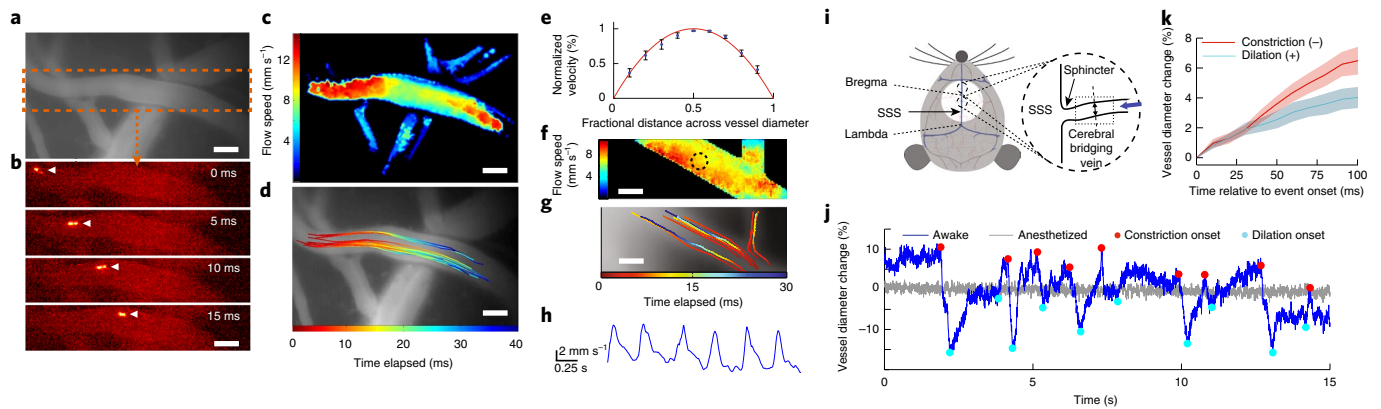 a
b
0 ms
5 ms
10 ms
15 ms
c
Flow speed (mm s⁻¹)
12
8
4
d
0
10
20
30
40
Time elapsed (ms)
e
Normalized
velocity (%)
1
0.5
0
0
0.5
1
Fractional distance across vessel diameter
f
Flow speed
(mm s⁻¹)
8
4
g
0
15
30
Time elapsed (ms)
h
2 mm s⁻¹
0.25 s
i
Bregma
SSS
Lambda
Sphincter
SSS
Cerebral
bridging
vein
k
Vessel diameter change (%)
8
6
4
2
0
Constriction (–)
Dilation (+)
0
25
50
75
100
Time relative to event onset (ms)
j
Awake
Anesthetized
Constriction onset
Dilation onset
Vessel diameter change (%)
10
0
–10
0
5
10
15
Time (s)